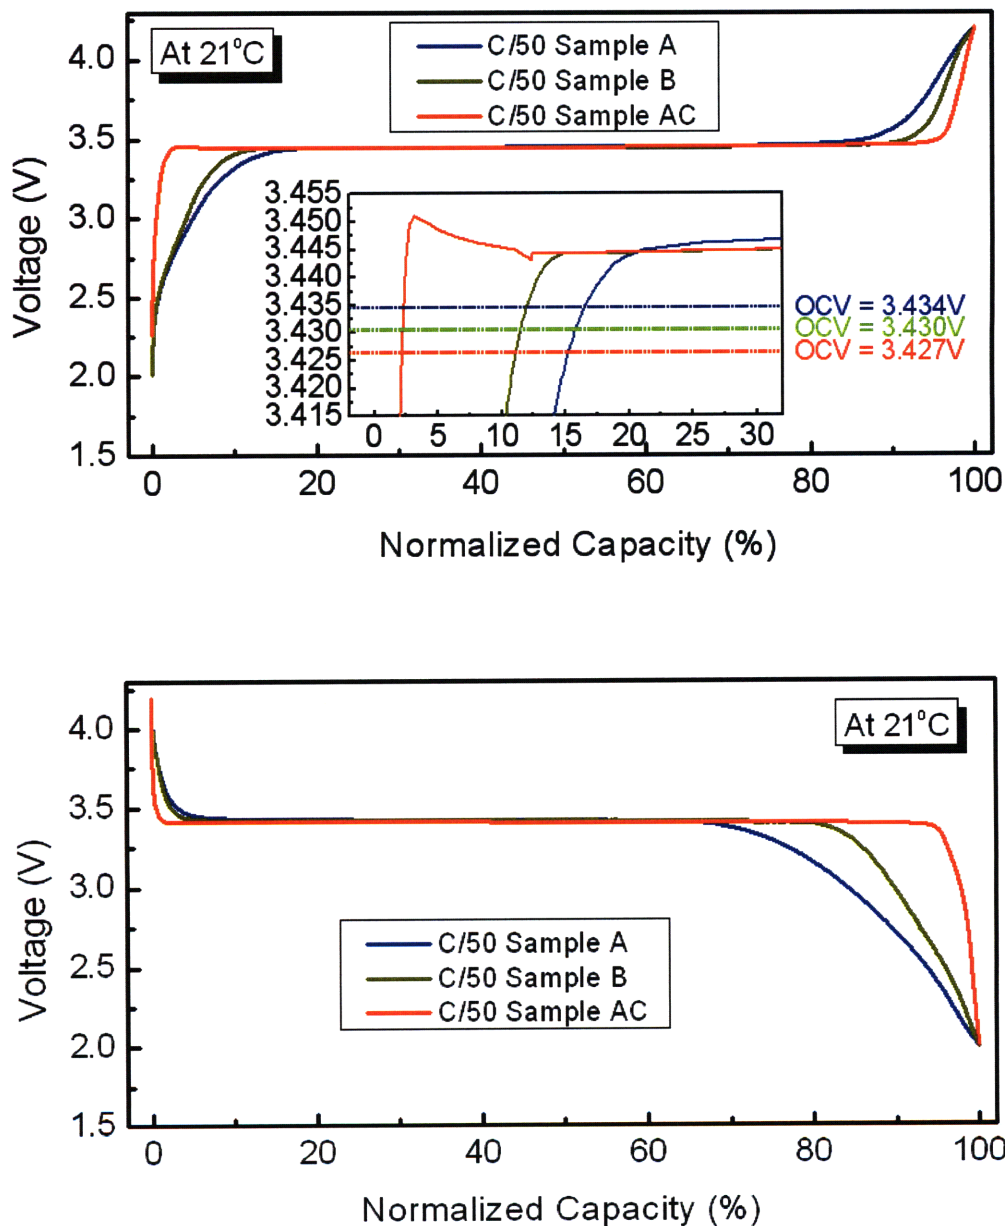 At 21°C
C/50 Sample A
C/50 Sample B
C/50 Sample AC
Voltage (V)
4.0
3.5
3.0
2.5
2.0
1.5
3.455
3.450
3.445
3.435
3.430
3.425
3.420
3.415
OCV = 3.434V
OCV = 3.430V
OCV = 3.427V
0 5 10 15 20 25 30
0 20 40 60 80 100
Normalized Capacity (%)
At 21°C
Voltage (V)
4.0
3.5
3.0
2.5
2.0
1.5
C/50 Sample A
C/50 Sample B
C/50 Sample AC
0 20 40 60 80 100
Normalized Capacity (%)